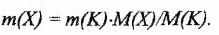 m(X) = m(K)·M(X)/M(K).